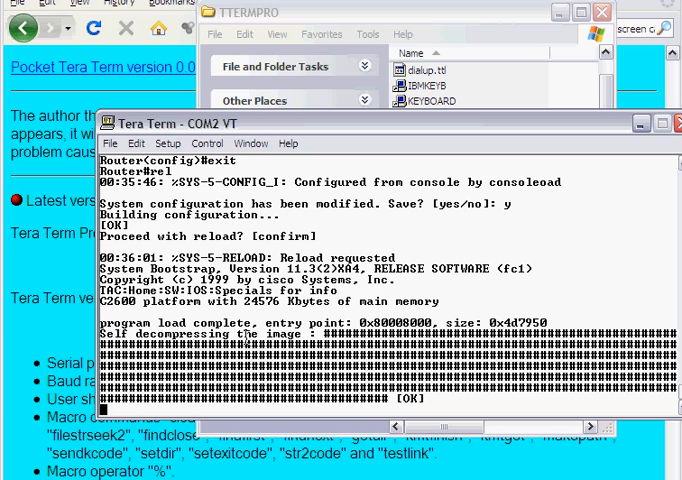 File Edit View History Bookmarks
TTERMPRO
File Edit View Favorites Tools Help
screen c
Name
File and Folder Tasks
dialup.ttl
IBMKEYB
Other Places
KEYBOARD
Pocket Tera Term version 0.0
The author th
appears, it wi
problem caus
Tera Term - COM2 VT
File Edit Setup Control Window Help
Router(config)#exit
Router#rel
00:35:46: %SYS-5-CONFIG_I: Configured from console by consoleoad
System configuration has been modified. Save? [yes/no]: y
Building configuration...
[OK]
Proceed with reload? [confirm]
00:36:01: %SYS-5-RELOAD: Reload requested
System Bootstrap, Version 11.3(2)XA4, RELEASE SOFTWARE (fc1)
Copyright (c) 1999 by cisco Systems, Inc.
TAC:Home:SW:IOS:Specials for info
C2600 platform with 24576 Kbytes of main memory
program load complete, entry point: 0x80008000, size: 0x4d7950
Self decompressing the image : #################################################
################################################################################
################################################################################
################################################################################
################################################################################
################################################################################
######################################## [OK]
Latest vers
Tera Term Pr
Tera Term ve
Serial p
Baud ra
User sh
Macro
"filestrseek2", "findclose"
"sendkcode", "setdir", "setexitcode", "str2code" and "testlink".
Macro operator "%".